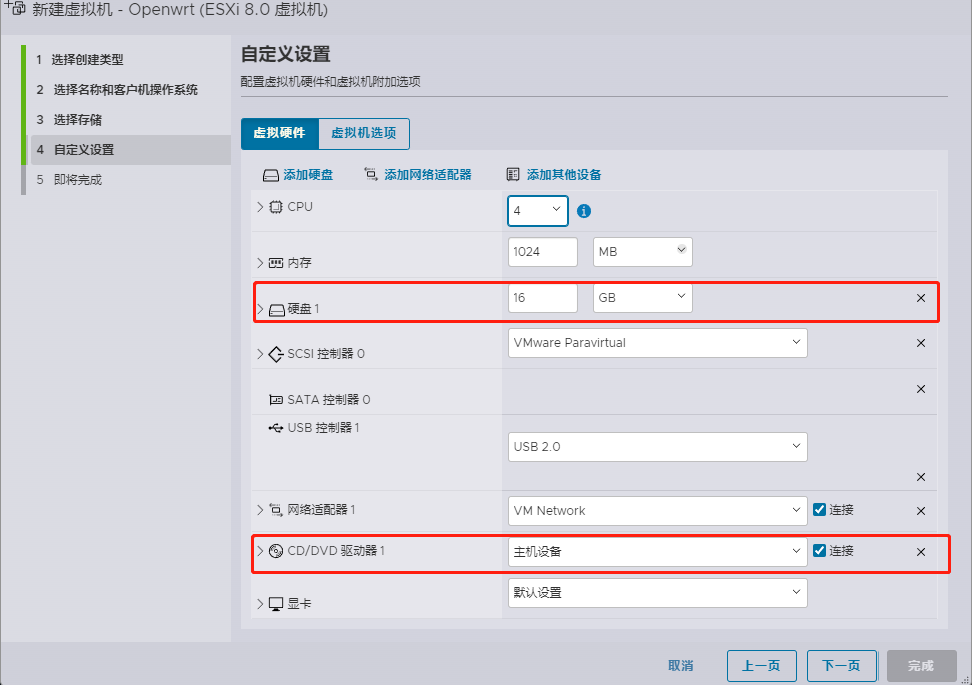 新建虚拟机 - Openwrt (ESXi 8.0 虚拟机)
1 选择创建类型
2 选择名称和客户机操作系统
3 选择存储
4 自定义设置
5 即将完成
自定义设置
配置虚拟机硬件和虚拟机附加选项
虚拟硬件 虚拟机选项
添加硬盘 添加网络适配器 添加其他设备
CPU 4
内存 1024 MB
硬盘 1 16 GB
SCSI 控制器 0 VMware Paravirtual
SATA 控制器 0
USB 控制器 1 USB 2.0
网络适配器 1 VM Network 连接
CD/DVD 驱动器 1 主机设备 连接
显卡 默认设置
取消 上一页 下一页 完成